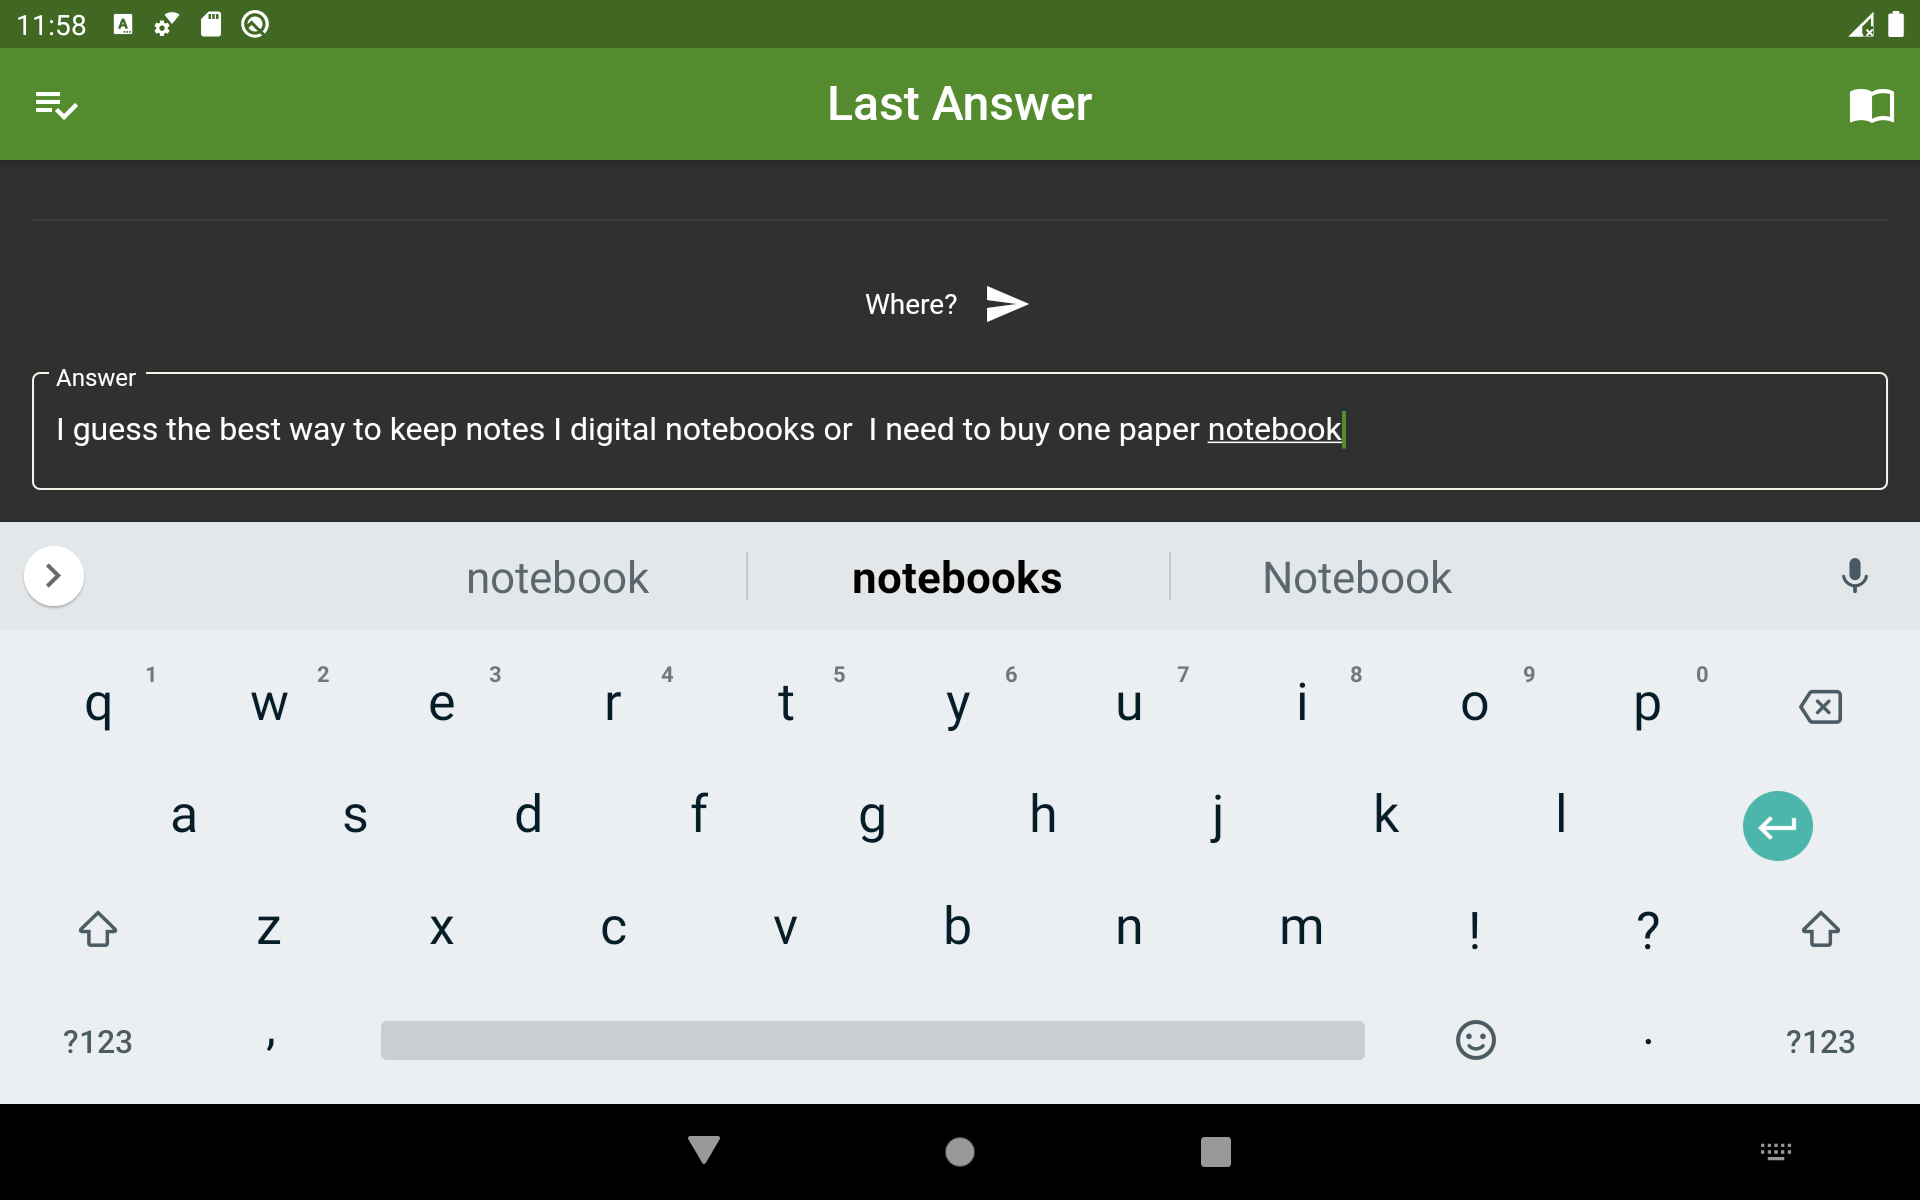 11:58
Last Answer
Where?
Answer
I guess the best way to keep notes I digital notebooks or  I need to buy one paper notebook
notebook notebooks Notebook
1 2 3 4 5 6 7 8 9 0
q w e r t y u i o p
a s d f g h j k l
z x c v b n m ! ?
?123 , . ?123